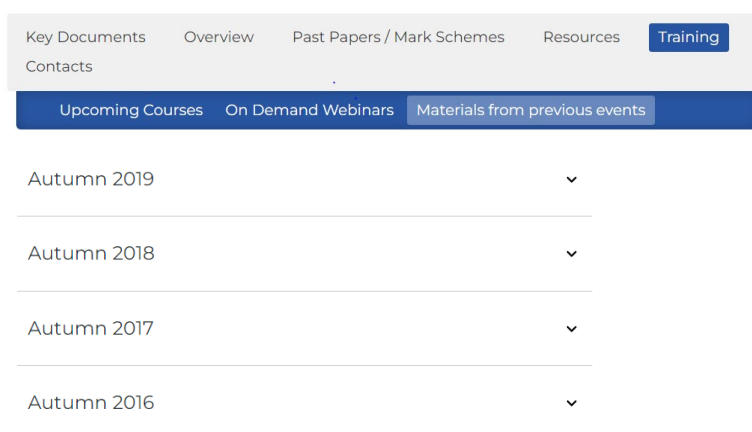 Key Documents Overview Past Papers / Mark Schemes Resources Training
Contacts
Upcoming Courses On Demand Webinars Materials from previous events
Autumn 2019
Autumn 2018
Autumn 2017
Autumn 2016